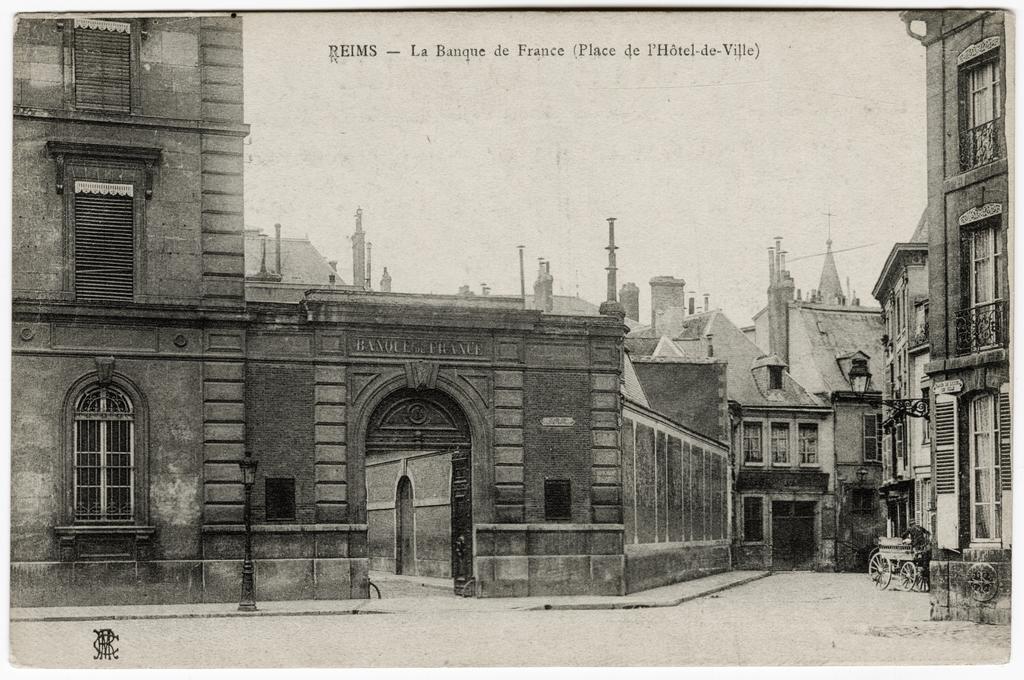 REIMS — La Banque de France (Place de l'Hôtel-de-Ville)
BANQUE DE FRANCE